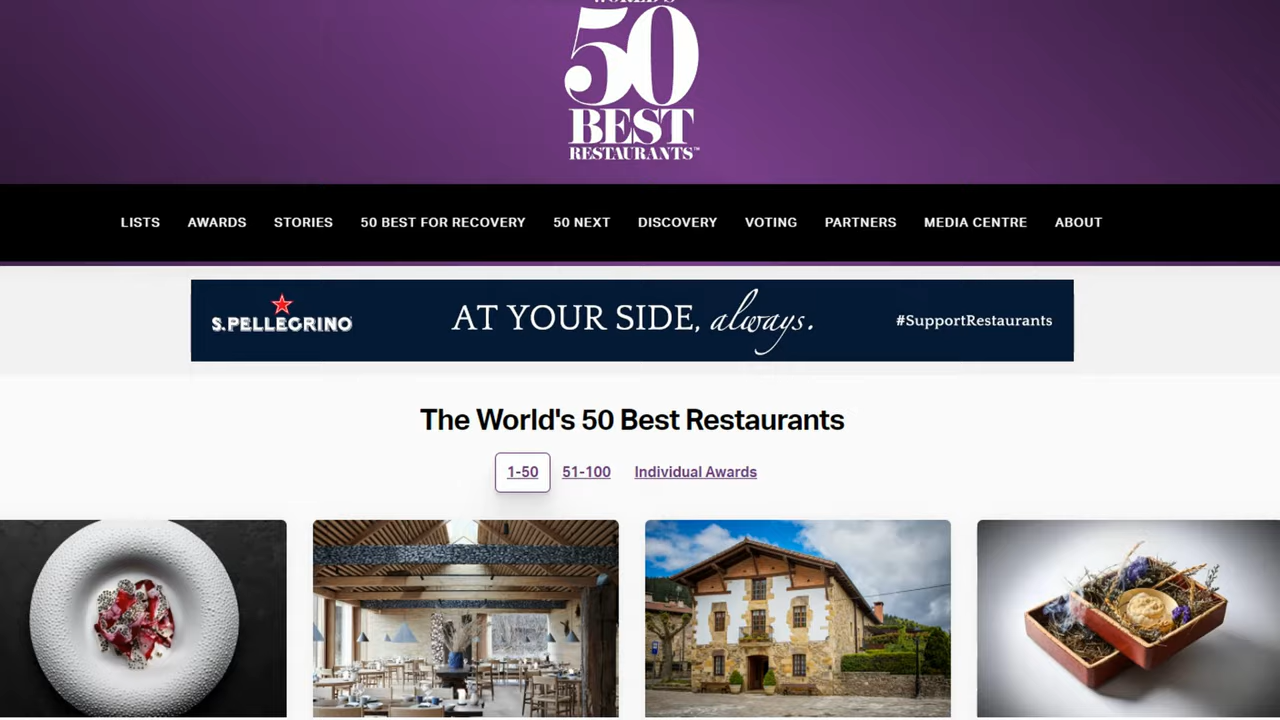 WORLD'S
50
BEST
RESTAURANTS™
LISTS AWARDS STORIES 50 BEST FOR RECOVERY 50 NEXT DISCOVERY VOTING PARTNERS MEDIA CENTRE ABOUT
S.PELLEGRINO AT YOUR SIDE, always. #SupportRestaurants
The World's 50 Best Restaurants
1-50 51-100 Individual Awards